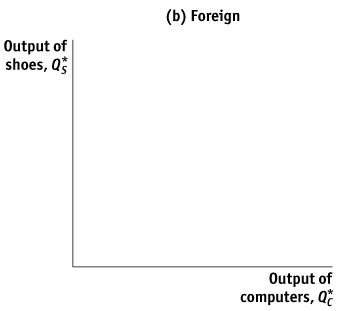 (b) Foreign
Output of
shoes, Q*S
Output of
computers, Q*C